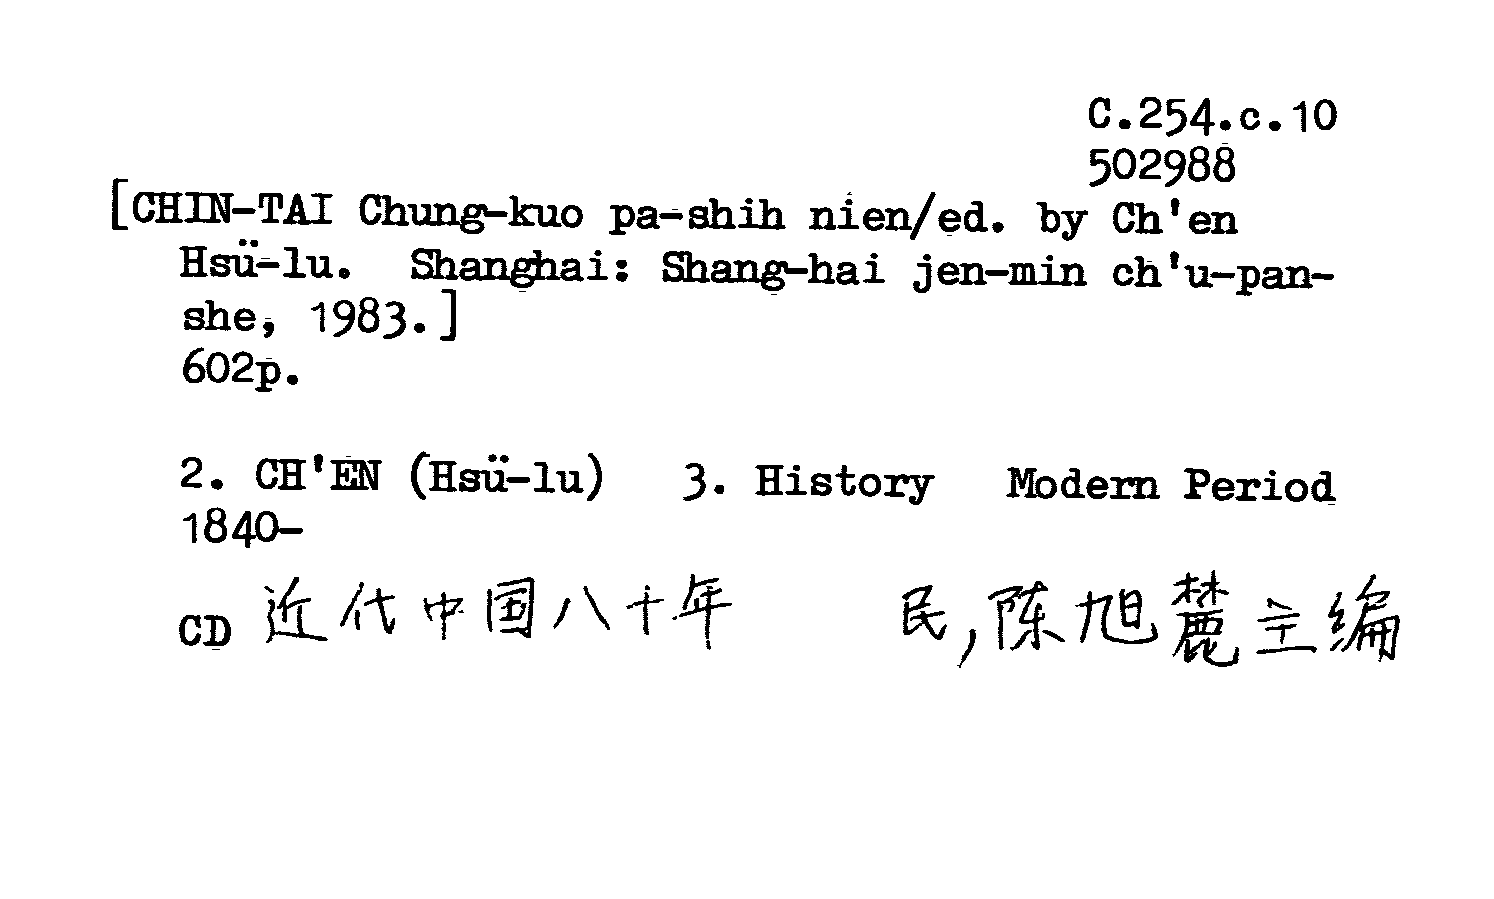 C.254.c.10
502988
[CHIN-TAI Chung-kuo pa-shih nien/ed. by Ch'en
Hsü-lu. Shanghai: Shang-hai jen-min ch'u-pan-
she, 1983.]
602p.
2. CH'EN (Hsü-lu) 3. History Modern Period
1840-
CD 近代中国八十年 民,陈旭麓主编